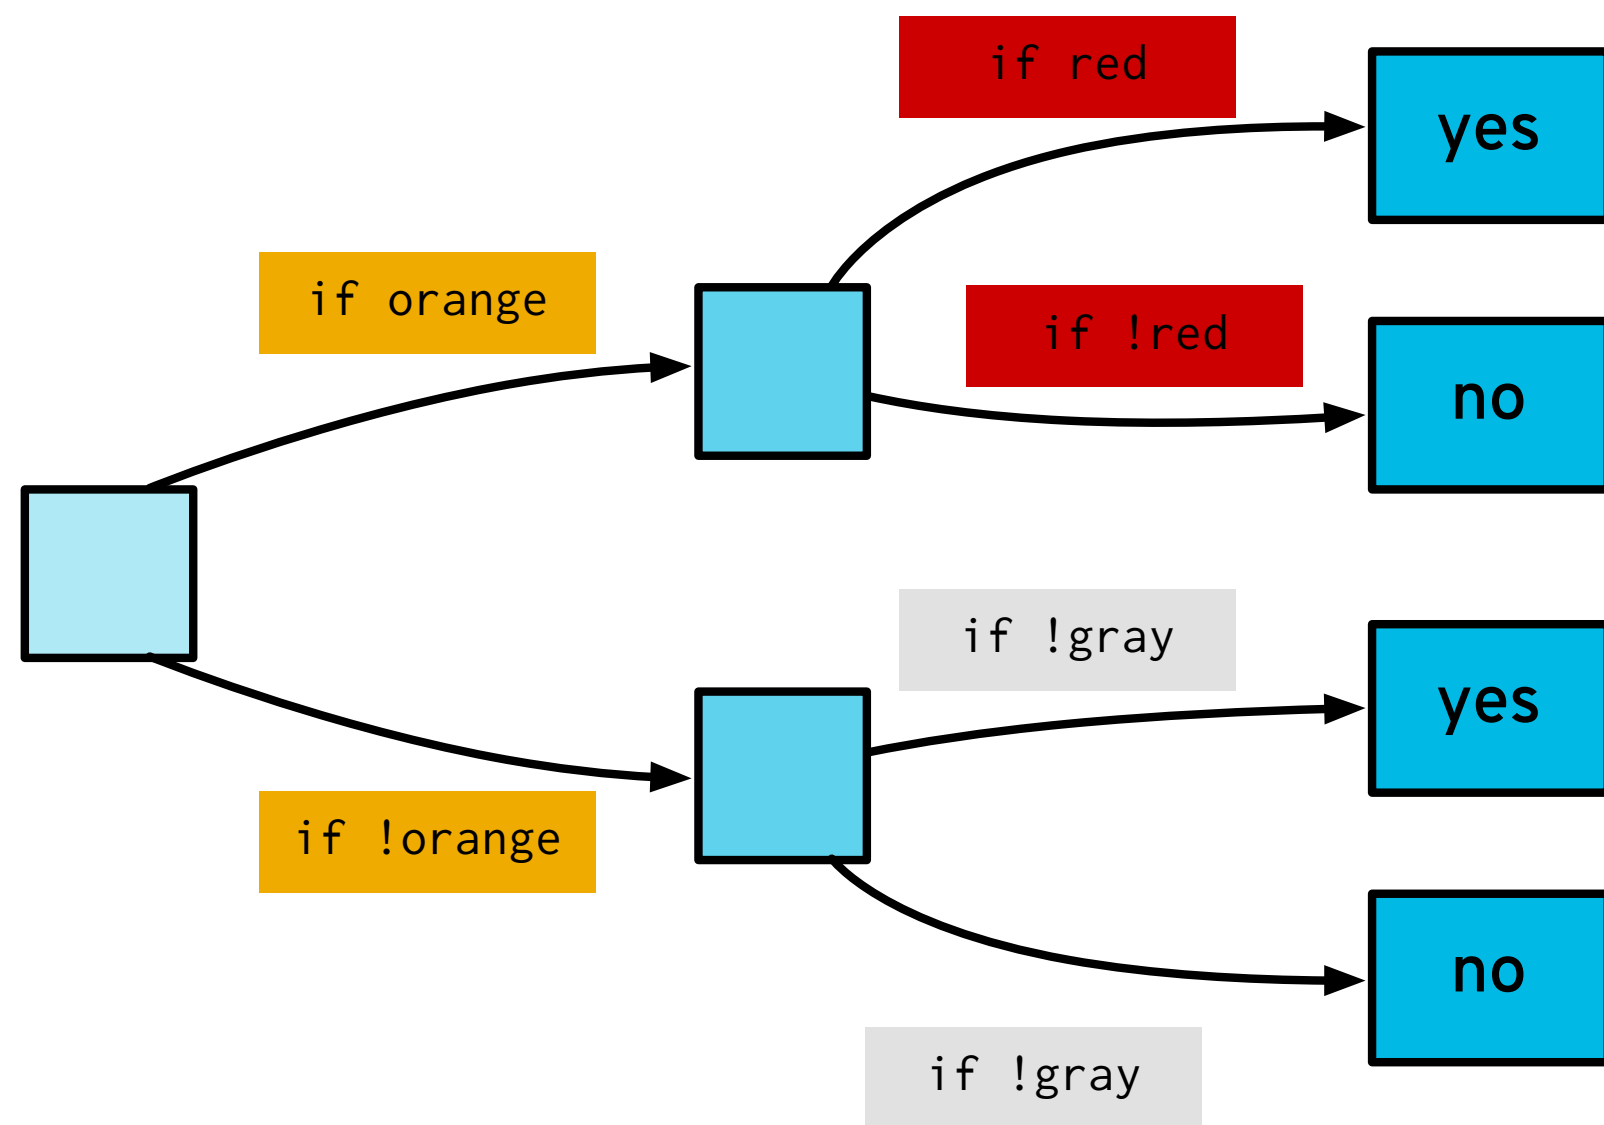 if red
yes
if orange
if !red
no
if !gray
yes
if !orange
no
if !gray